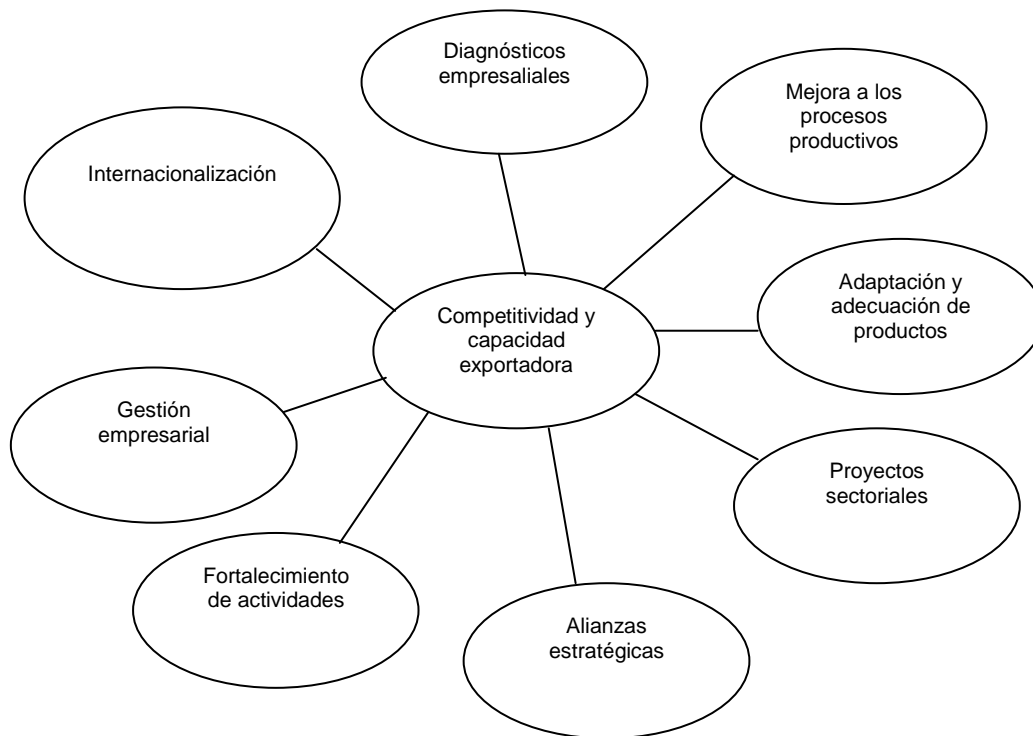 Diagnósticos
empresaliales
Mejora a los
procesos
productivos
Internacionalización
Adaptación y
adecuación de
productos
Competitividad y
capacidad
exportadora
Gestión
empresarial
Proyectos
sectoriales
Fortalecimiento
de actividades
Alianzas
estratégicas